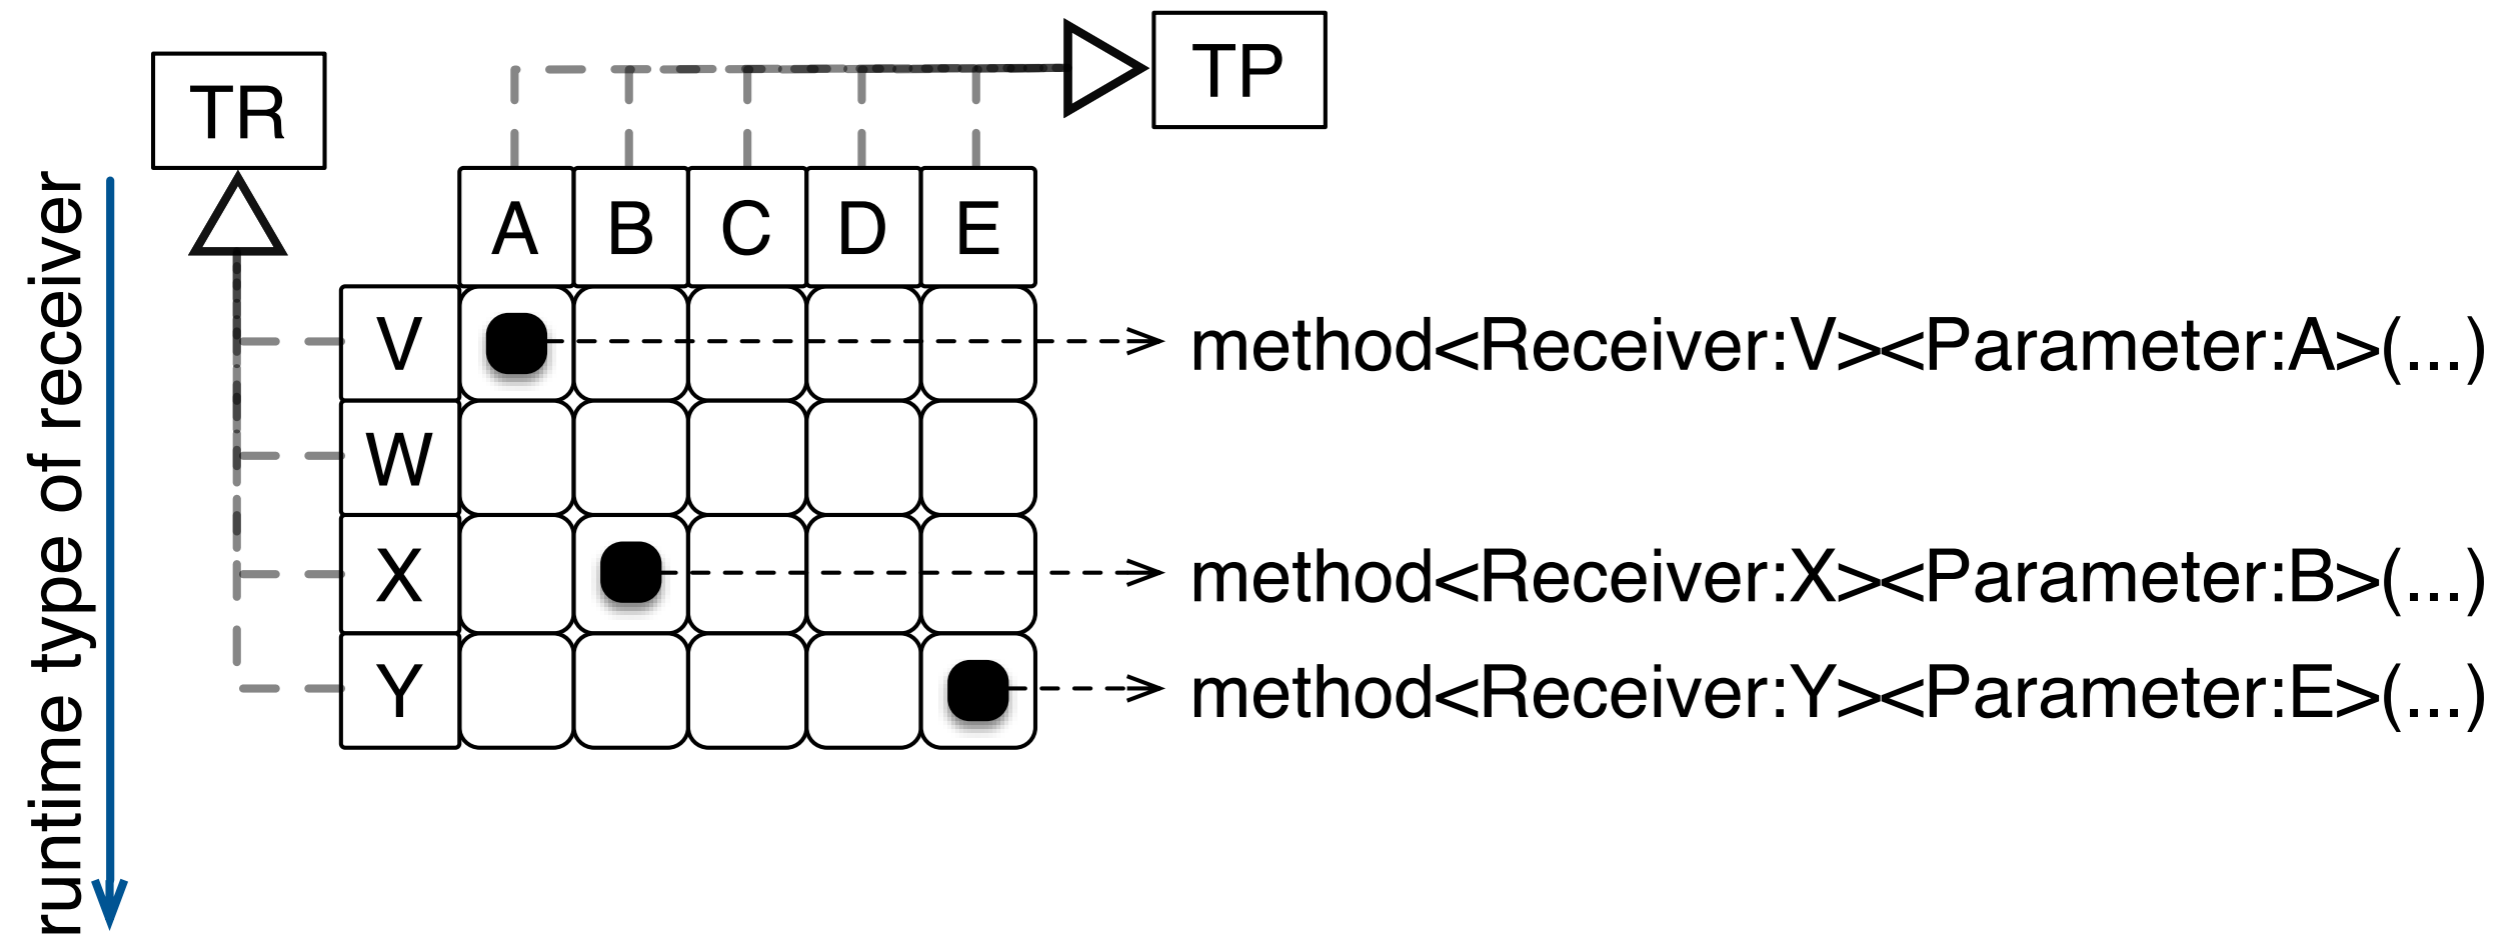 TP
TR
runtime type of receiver
A B C D E
V
method<Receiver:V><Parameter:A>(...)
W
X
method<Receiver:X><Parameter:B>(...)
Y
method<Receiver:Y><Parameter:E>(...)